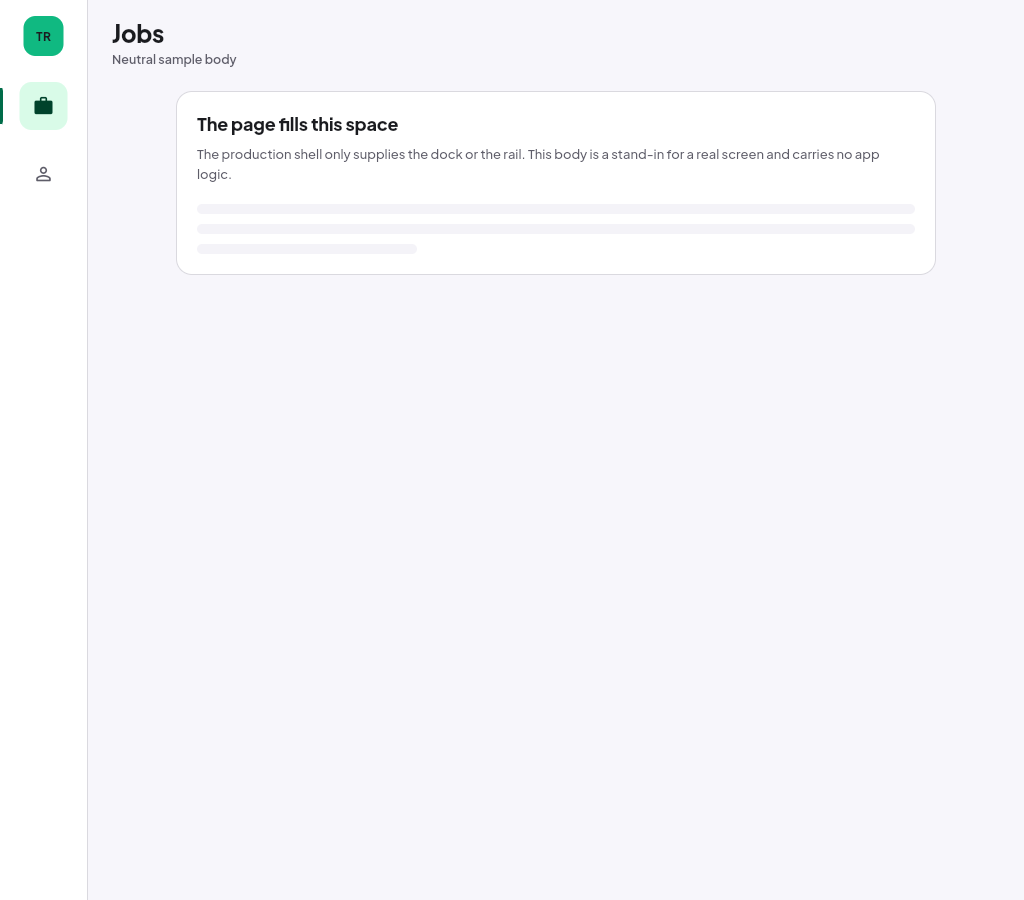 TR
Jobs
Neutral sample body
The page fills this space
The production shell only supplies the dock or the rail. This body is a stand-in for a real screen and carries no app
logic.